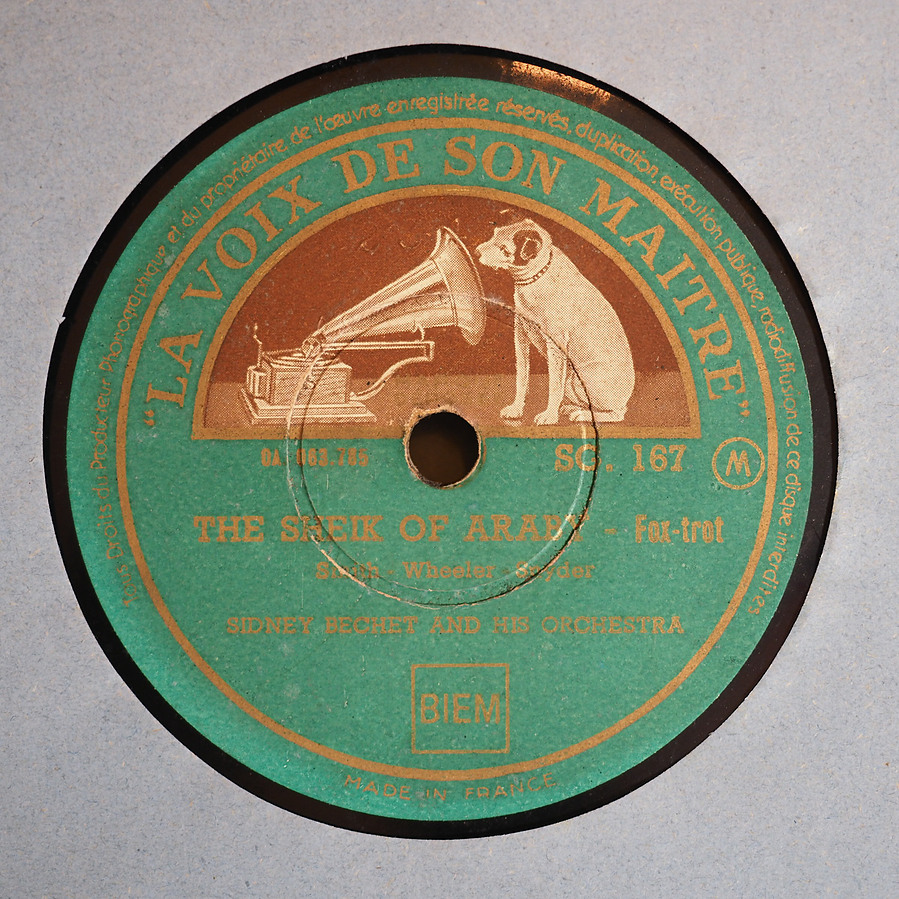 Tous Droits du Producteur Phonographique et du propriétaire de l'œuvre enregistrée réservés, duplication, exécution publique, radiodiffusion de ce disque interdites
"LA VOIX DE SON MAITRE"
OA 063.765 SG. 167
W
THE SHEIK OF ARABY - Fox-trot
Smith - Wheeler - Snyder
SIDNEY BECHET AND HIS ORCHESTRA
BIEM
MADE IN FRANCE